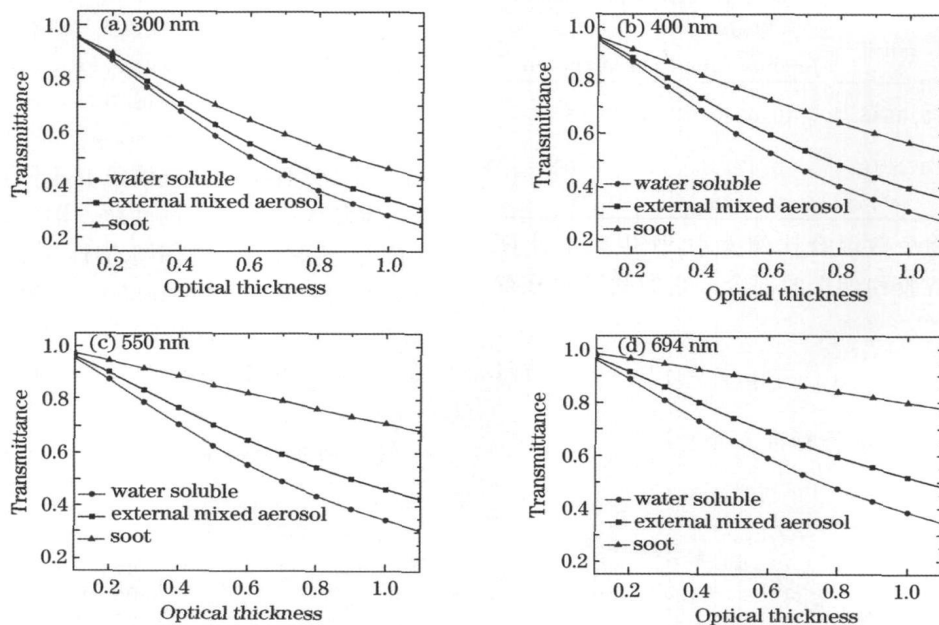 (a) 300 nm
1.0
0.8
0.6
0.4
0.2
Transmittance
water soluble
external mixed aerosol
soot
0.2 0.4 0.6 0.8 1.0
Optical thickness
(b) 400 nm
1.0
0.8
0.6
0.4
0.2
Transmittance
water soluble
external mixed aerosol
soot
0.2 0.4 0.6 0.8 1.0
Optical thickness
(c) 550 nm
1.0
0.8
0.6
0.4
0.2
Transmittance
water soluble
external mixed aerosol
soot
0.2 0.4 0.6 0.8 1.0
Optical thickness
(d) 694 nm
1.0
0.8
0.6
0.4
0.2
Transmittance
water soluble
external mixed aerosol
soot
0.2 0.4 0.6 0.8 1.0
Optical thickness